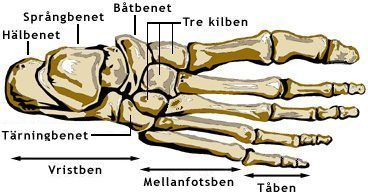 Båtbenet
Språngbenet
Tre kilben
Hälbenet
Tärningbenet
Vristben
Mellanfotsben
Tåben